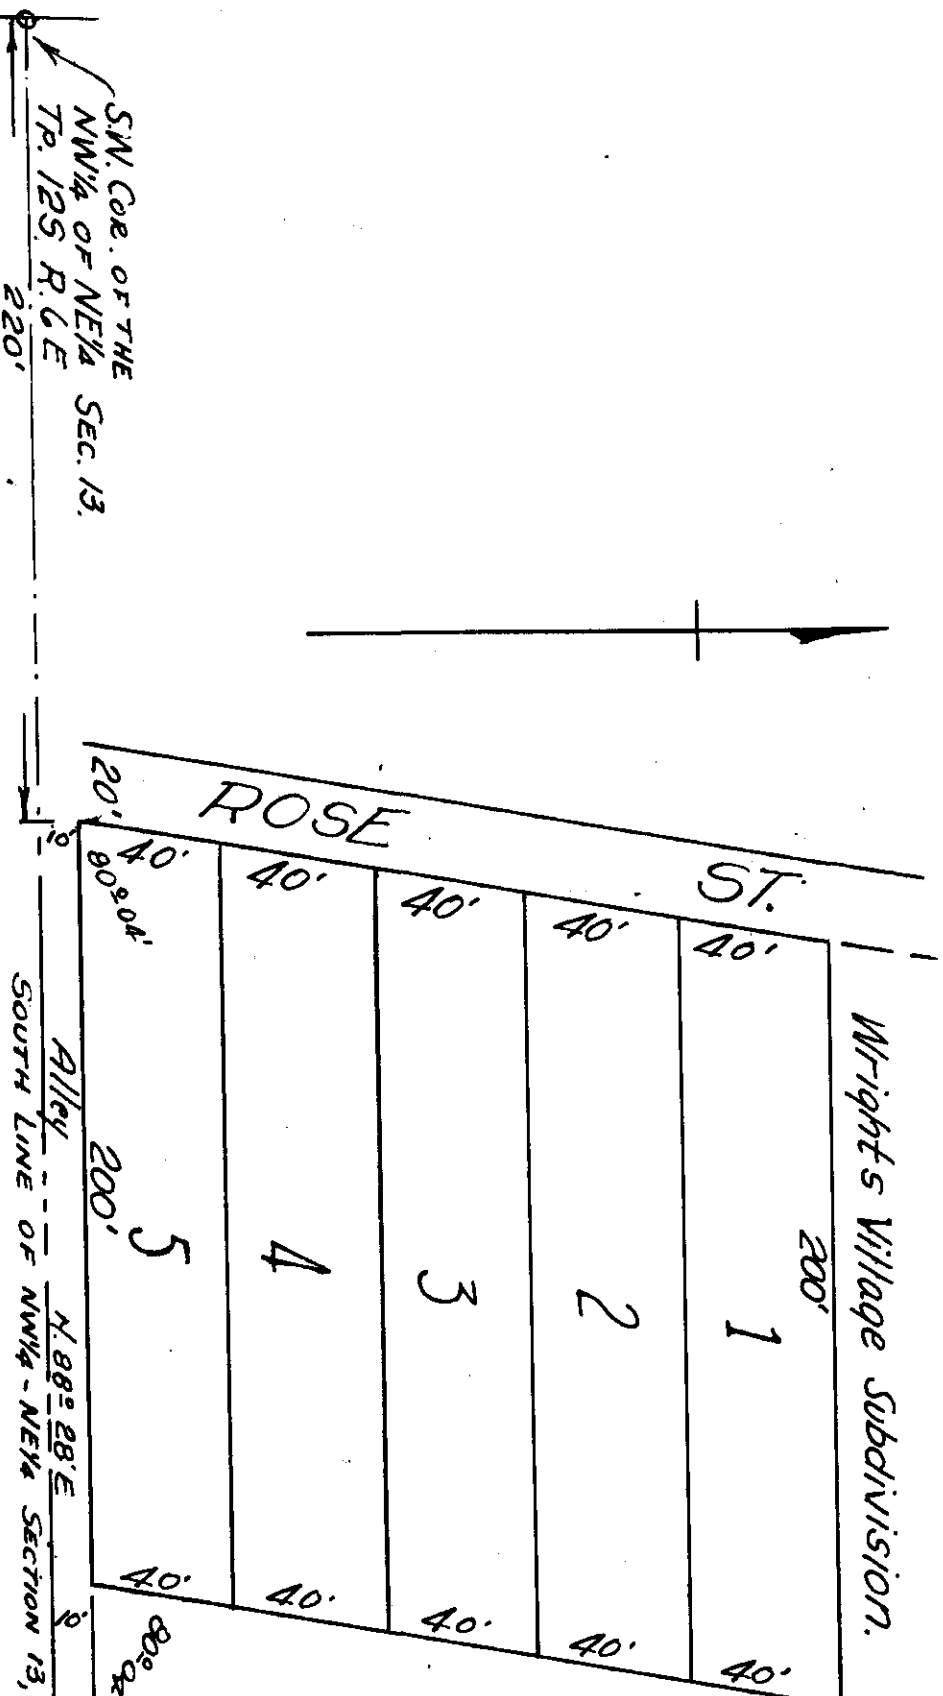 S.W. COR. OF THE
NW1/4 OF NE1/4 SEC. 13.
TP. 12S. R. 6 E
220'
Wrights Village Subdivision.
ROSE ST.
20'
200'
40' 1 40'
40' 2 40'
40' 3 40'
40' 4 40'
40' 5 40'
80°04'
200'
10' Alley N. 88° 28' E 10'
SOUTH LINE OF NW1/4 - NE1/4 SECTION 13,